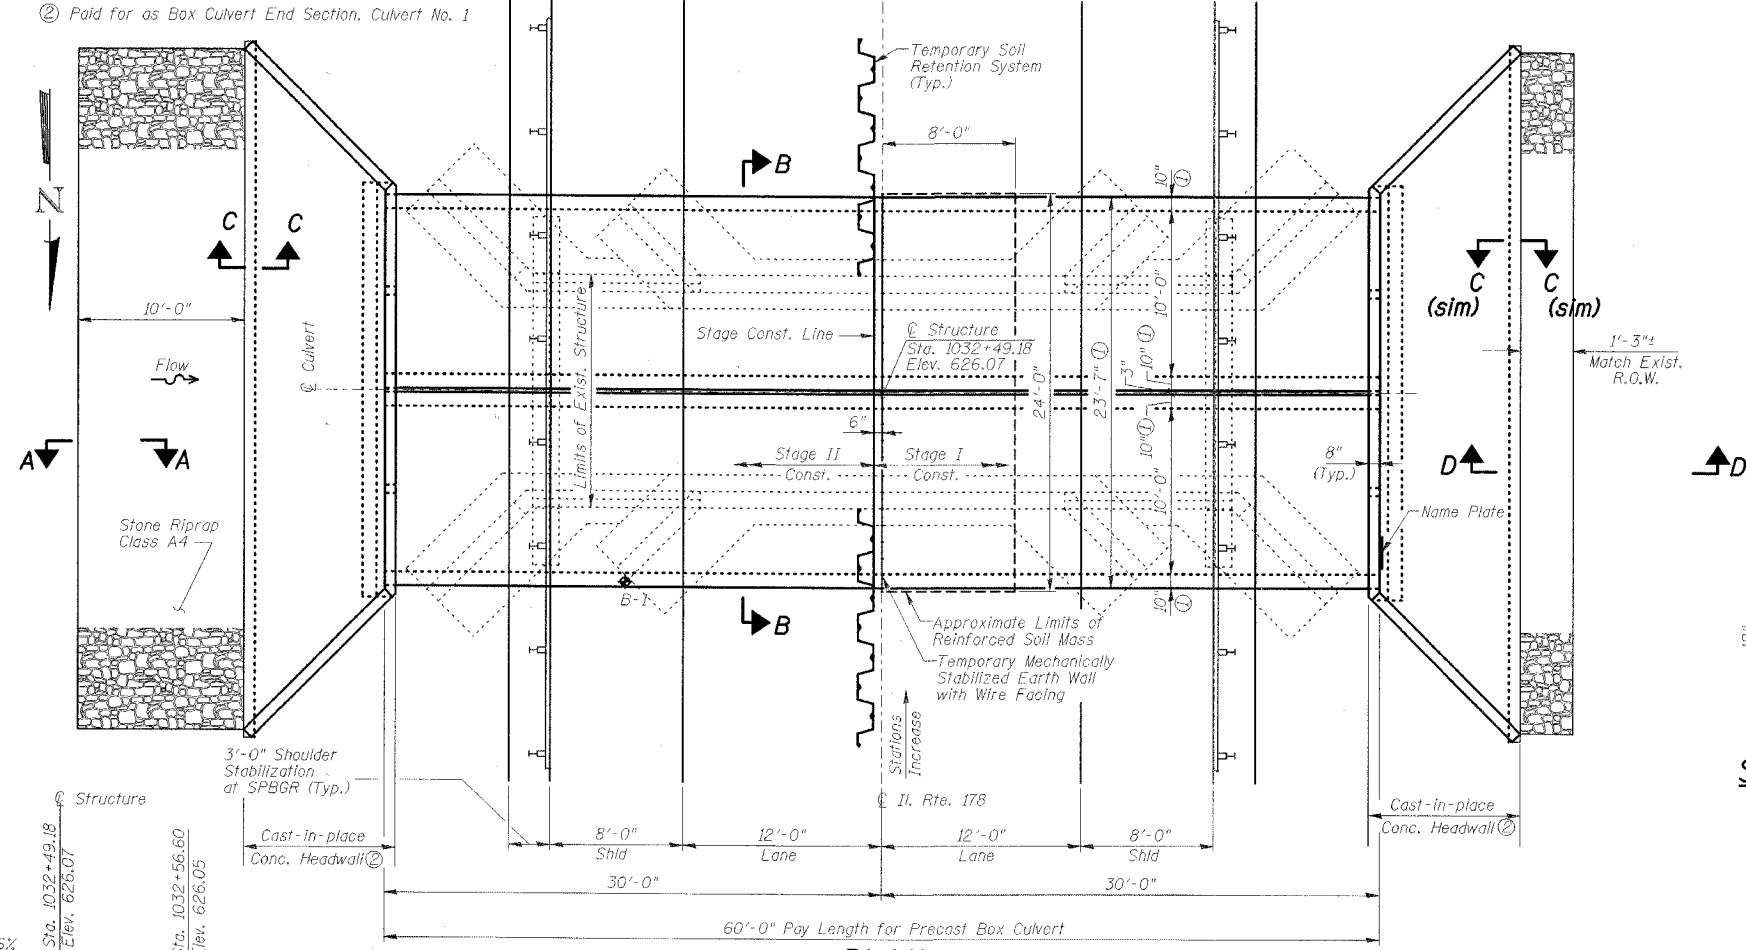 ② Paid for as Box Culvert End Section, Culvert No. 1
Temporary Soil
Retention System
(Typ.)
8'-0"
B
10" ①
N
C
C
C
(sim)
C
(sim)
10'-0"
℄ Culvert
Limits of Exist. Structure
Stage Const. Line
℄ Structure
Sta. 1032+49.18
Elev. 626.07
10'-0"
1'-3"±
Match Exist.
R.O.W.
Flow
24'-0"
23'-7" ①
3"
10" ①
6"
10" ①
A
A
Stage II
Const.
Stage I
Const.
8"
(Typ.)
D
D
10'-0"
Name Plate
Stone Riprap
Class A4
B-1
B
10"
①
Approximate Limits of
Reinforced Soil Mass
Temporary Mechanically
Stabilized Earth Wall
with Wire Facing
Stations
Increase
3'-0" Shoulder
Stabilization
at SPBGR (Typ.)
℄ Structure
Sta. 1032+49.18
Elev. 626.07
Sta. 1032+56.60
Elev. 626.05
℄ Il. Rte. 178
Cast-in-place
Conc. Headwall ②
8'-0"
Shld
12'-0"
Lane
12'-0"
Lane
8'-0"
Shld
Cast-in-place
Conc. Headwall ②
30'-0"
30'-0"
60'-0" Pay Length for Precast Box Culvert